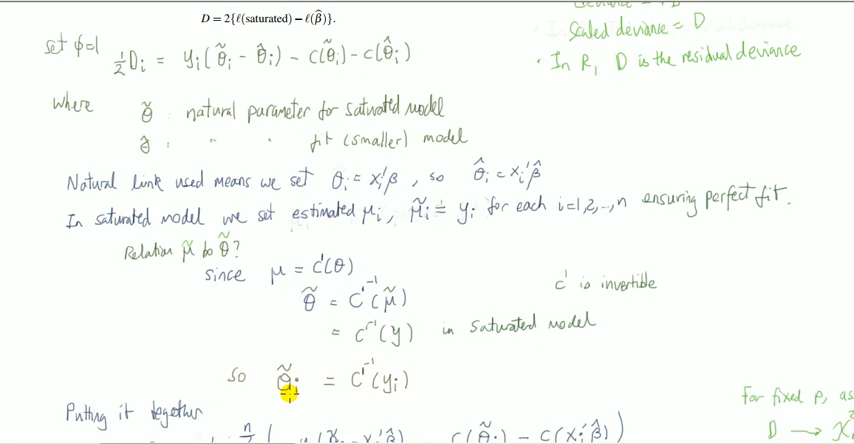 D = 2{ℓ(saturated) − ℓ(β̂)}.
Scaled deviance = D
set ϕ=1 ½Dᵢ = yᵢ(θ̃ᵢ - θ̂ᵢ) - c(θ̃ᵢ) - c(θ̂ᵢ)
• In R, D is the residual deviance
where θ̃ : natural parameter for saturated model
θ̂ : " " fit (smaller) model
Natural link used means we set θᵢ = xᵢ'β , so θ̂ᵢ = xᵢ'β̂
In saturated model we set estimated μᵢ, μ̃ᵢ = yᵢ for each i=1,2,..,n ensuring perfect fit.
Relation μ̃ to θ̃?
since μ = c'(θ)
θ̃ = c'⁻¹(μ̃) c' is invertible
= c'⁻¹(y) in saturated model
so θ̃ᵢ = c'⁻¹(yᵢ)
For fixed p, as
Putting it together
D → χ²
c(θ̃ᵢ) - c(xᵢ'β̂)